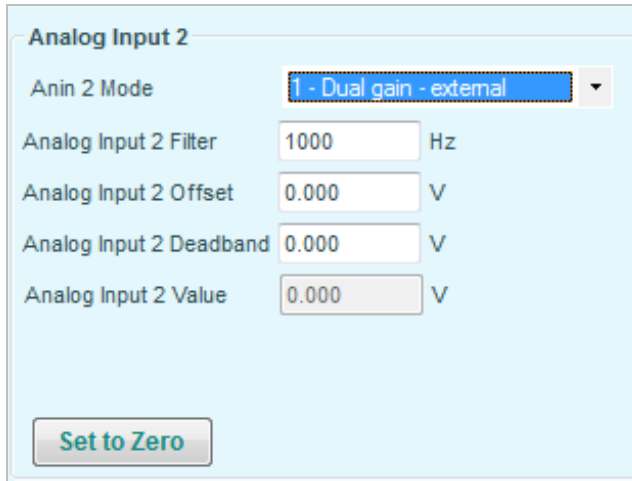 Analog Input 2
Anin 2 Mode 1 - Dual gain - external
Analog Input 2 Filter 1000 Hz
Analog Input 2 Offset 0.000 V
Analog Input 2 Deadband 0.000 V
Analog Input 2 Value 0.000 V
Set to Zero